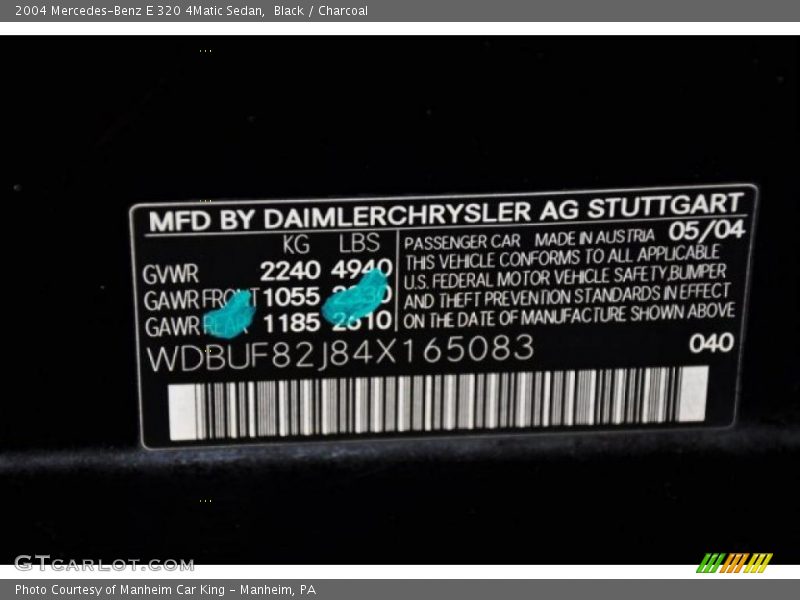 2004 Mercedes-Benz E 320 4Matic Sedan, Black / Charcoal
MFD BY DAIMLERCHRYSLER AG STUTTGART
KG LBS
GVWR 2240 4940
GAWR 1055
GAWR 1185 2610
PASSENGER CAR MADE IN AUSTRIA 05/04
THIS VEHICLE CONFORMS TO ALL APPLICABLE
U.S. FEDERAL MOTOR VEHICLE SAFETY,BUMPER
AND THEFT PREVENTION STANDARDS IN EFFECT
ON THE DATE OF MANUFACTURE SHOWN ABOVE
WDBUF82J84X165083 040
GTCARLOT.COM
Photo Courtesy of Manheim Car King - Manheim, PA